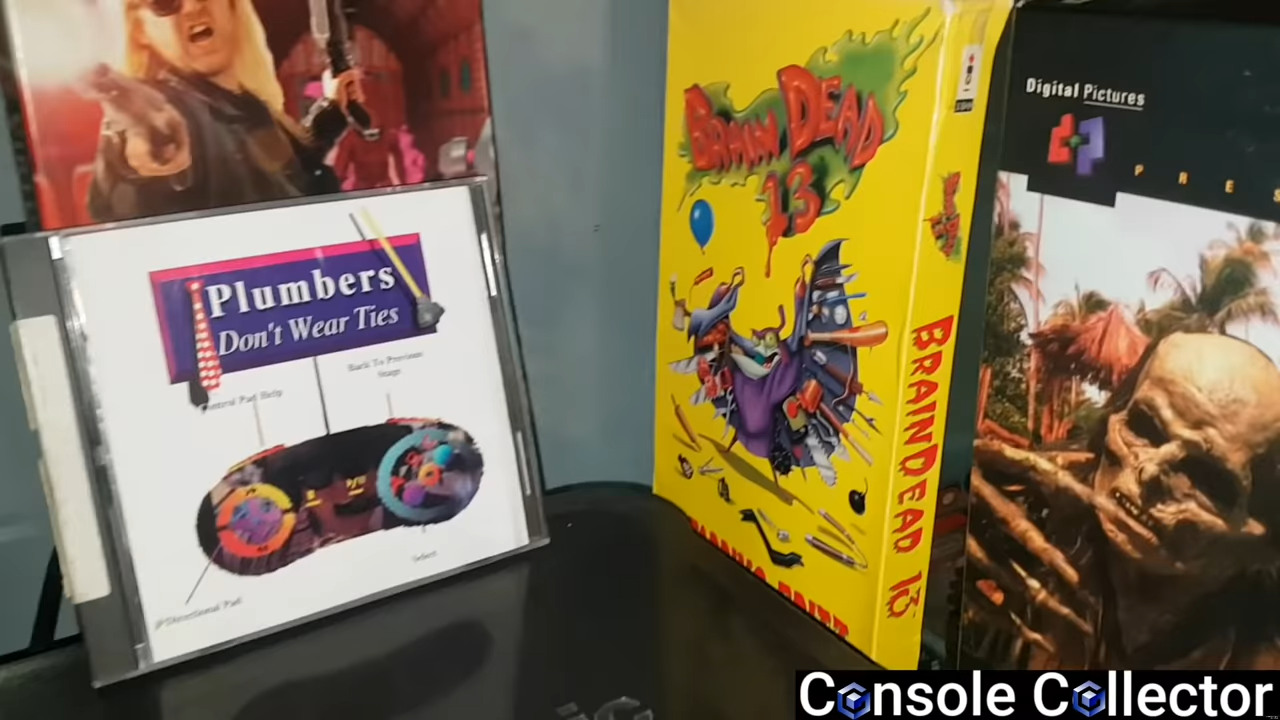 Plumbers
Don't Wear Ties
Control Pad Help
Back To Previous
Stage
Select
Directional Pad
BRAIN DEAD
13
3DO
BRAINDEAD 13
Digital Pictures
P R E S
Console Collector